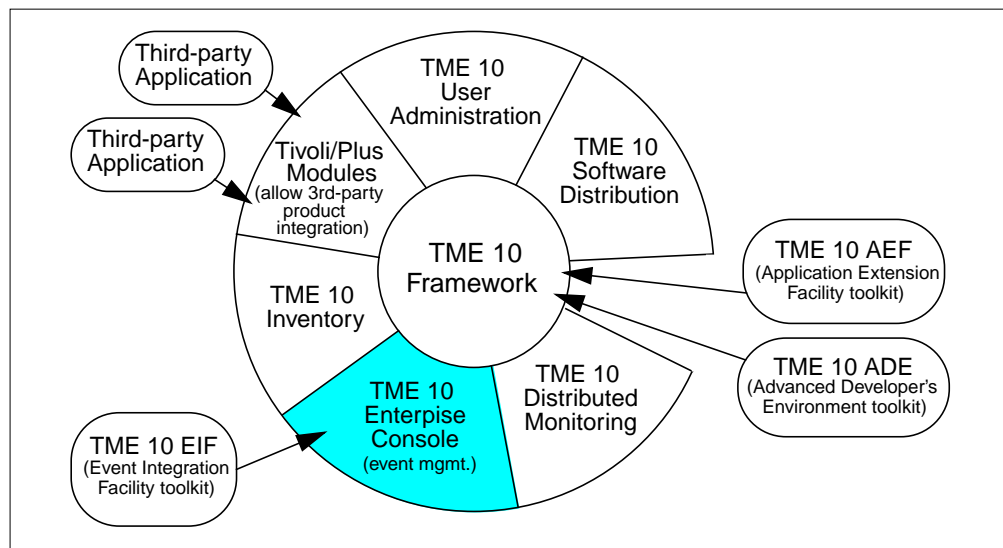 Third-party
Application
Third-party
Application
TME 10
User
Administration
TME 10
Software
Distribution
Tivoli/Plus
Modules
(allow 3rd-party
product
integration)
TME 10
Framework
TME 10
Inventory
TME 10 AEF
(Application Extension
Facility toolkit)
TME 10 ADE
(Advanced Developer's
Environment toolkit)
TME 10
Distributed
Monitoring
TME 10
Enterpise
Console
(event mgmt.)
TME 10 EIF
(Event Integration
Facility toolkit)